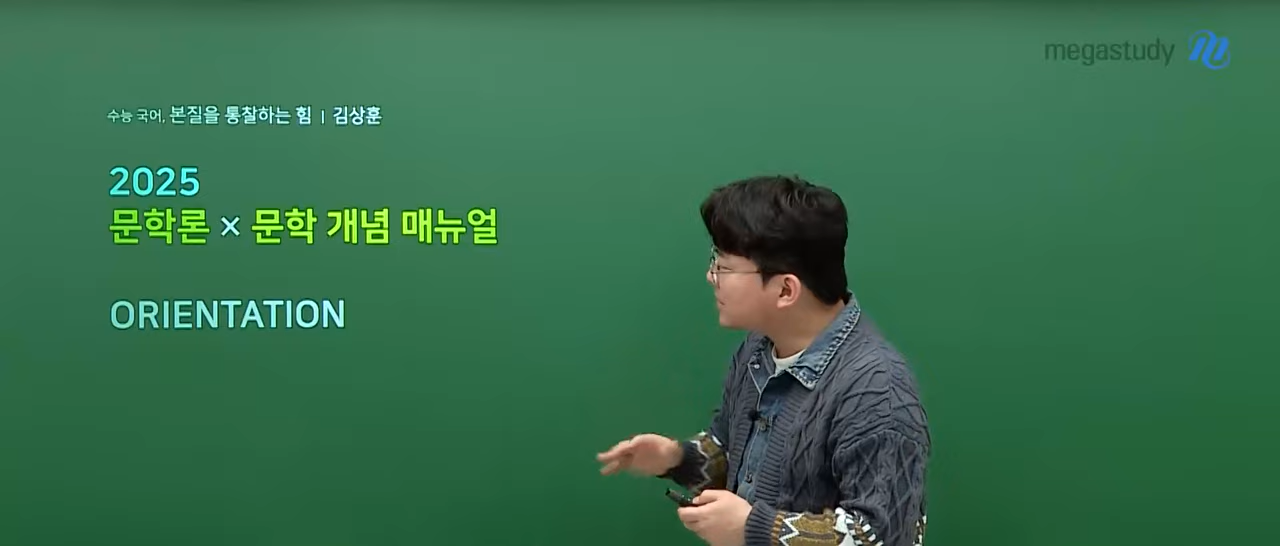 megastudy
수능 국어, 본질을 통찰하는 힘 | 김상훈
2025
문학론 × 문학 개념 매뉴얼
ORIENTATION